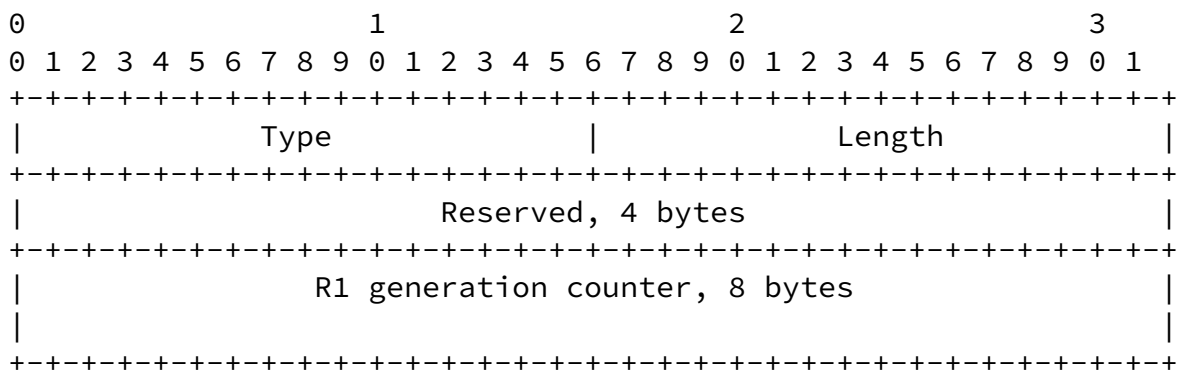 0                   1                   2                   3
0 1 2 3 4 5 6 7 8 9 0 1 2 3 4 5 6 7 8 9 0 1 2 3 4 5 6 7 8 9 0 1
+-+-+-+-+-+-+-+-+-+-+-+-+-+-+-+-+-+-+-+-+-+-+-+-+-+-+-+-+-+-+-+-+
|             Type              |             Length            |
+-+-+-+-+-+-+-+-+-+-+-+-+-+-+-+-+-+-+-+-+-+-+-+-+-+-+-+-+-+-+-+-+
|                       Reserved, 4 bytes                       |
+-+-+-+-+-+-+-+-+-+-+-+-+-+-+-+-+-+-+-+-+-+-+-+-+-+-+-+-+-+-+-+-+
|                R1 generation counter, 8 bytes                 |
|                                                               |
+-+-+-+-+-+-+-+-+-+-+-+-+-+-+-+-+-+-+-+-+-+-+-+-+-+-+-+-+-+-+-+-+